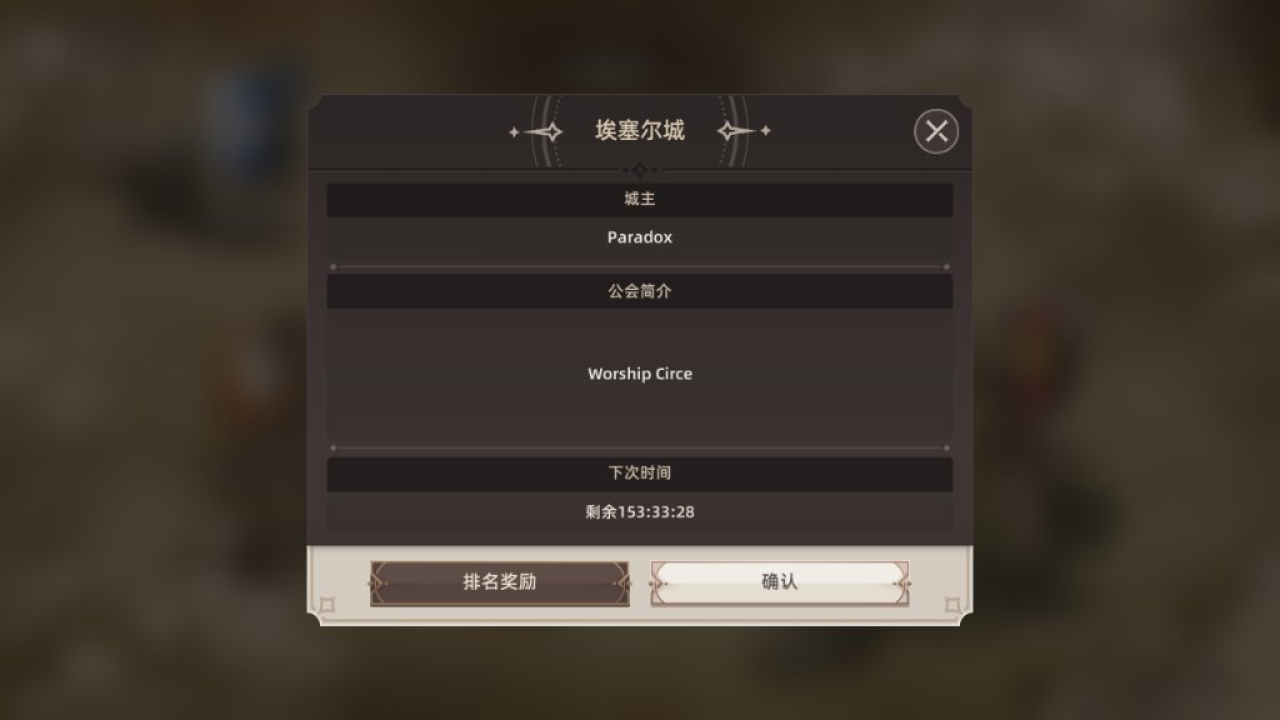 埃塞尔城
城主
Paradox
公会简介
Worship Circe
下次时间
剩余153:33:28
排名奖励
确认